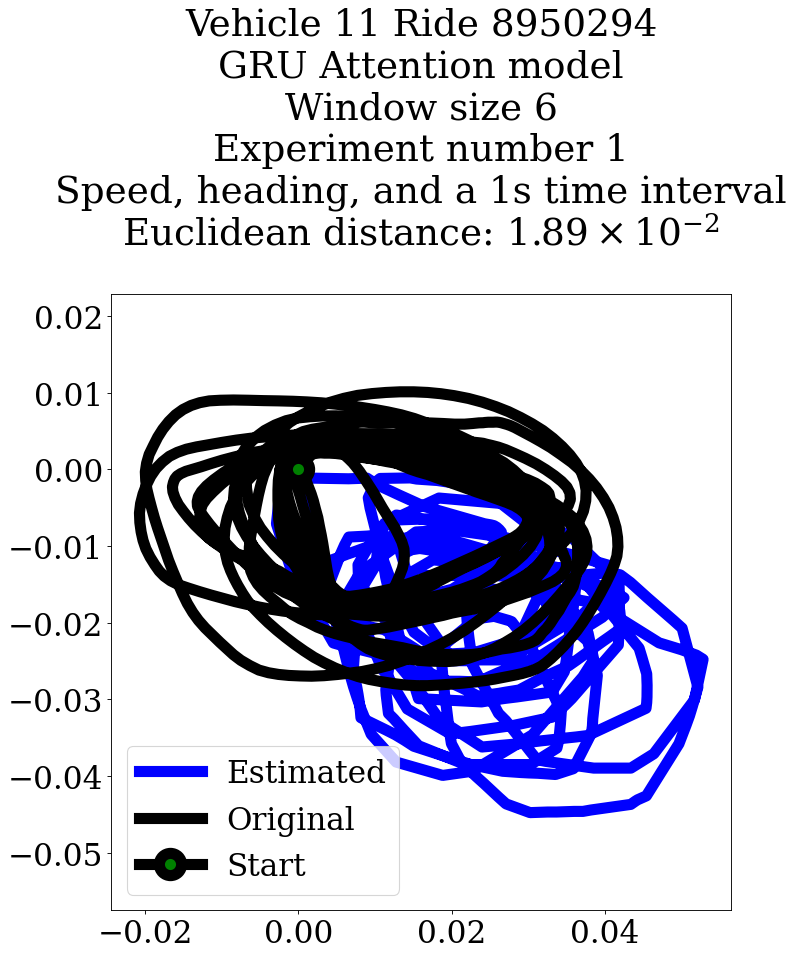 Vehicle 11 Ride 8950294
GRU Attention model
Window size 6
Experiment number 1
Speed, heading, and a 1s time interval
Euclidean distance: 1.89 × 10⁻²
0.02
0.01
0.00
−0.01
−0.02
−0.03
−0.04
−0.05
Estimated
Original
Start
−0.02 0.00 0.02 0.04